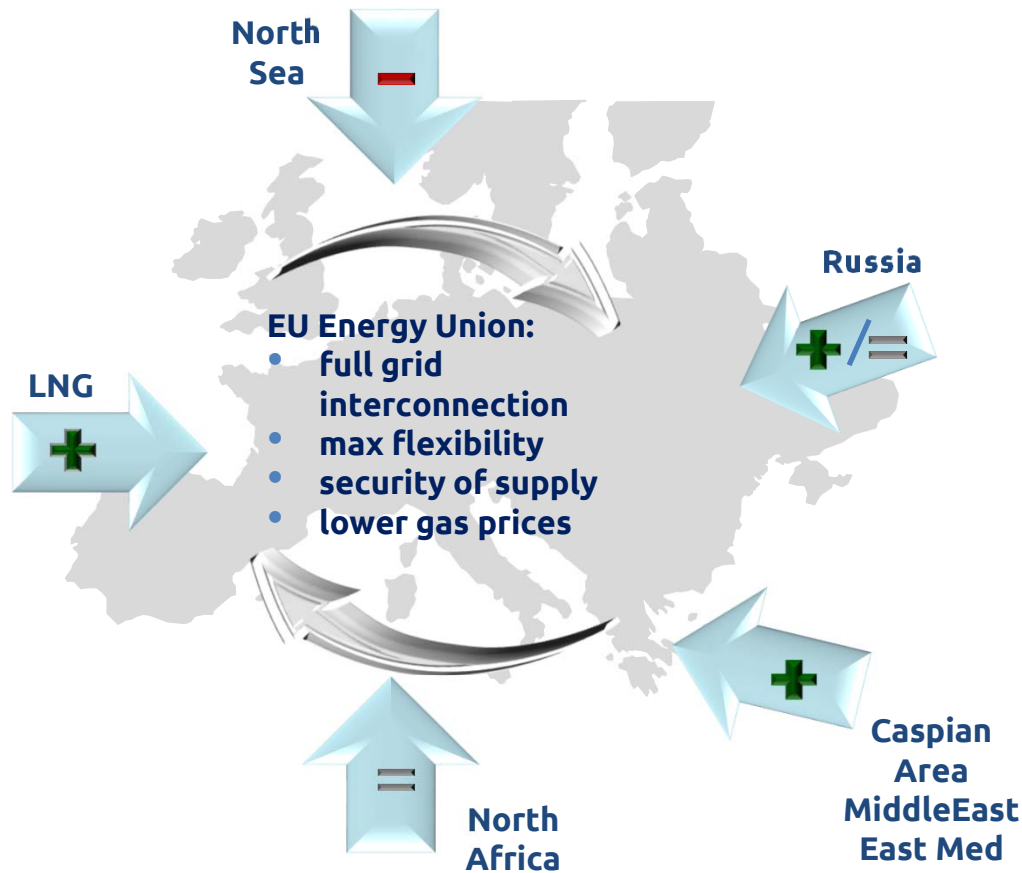 North
Sea
Russia
EU Energy Union:
• full grid
interconnection
• max flexibility
• security of supply
• lower gas prices
LNG
+
+/=
−
+
=
Caspian
Area
MiddleEast
East Med
North
Africa